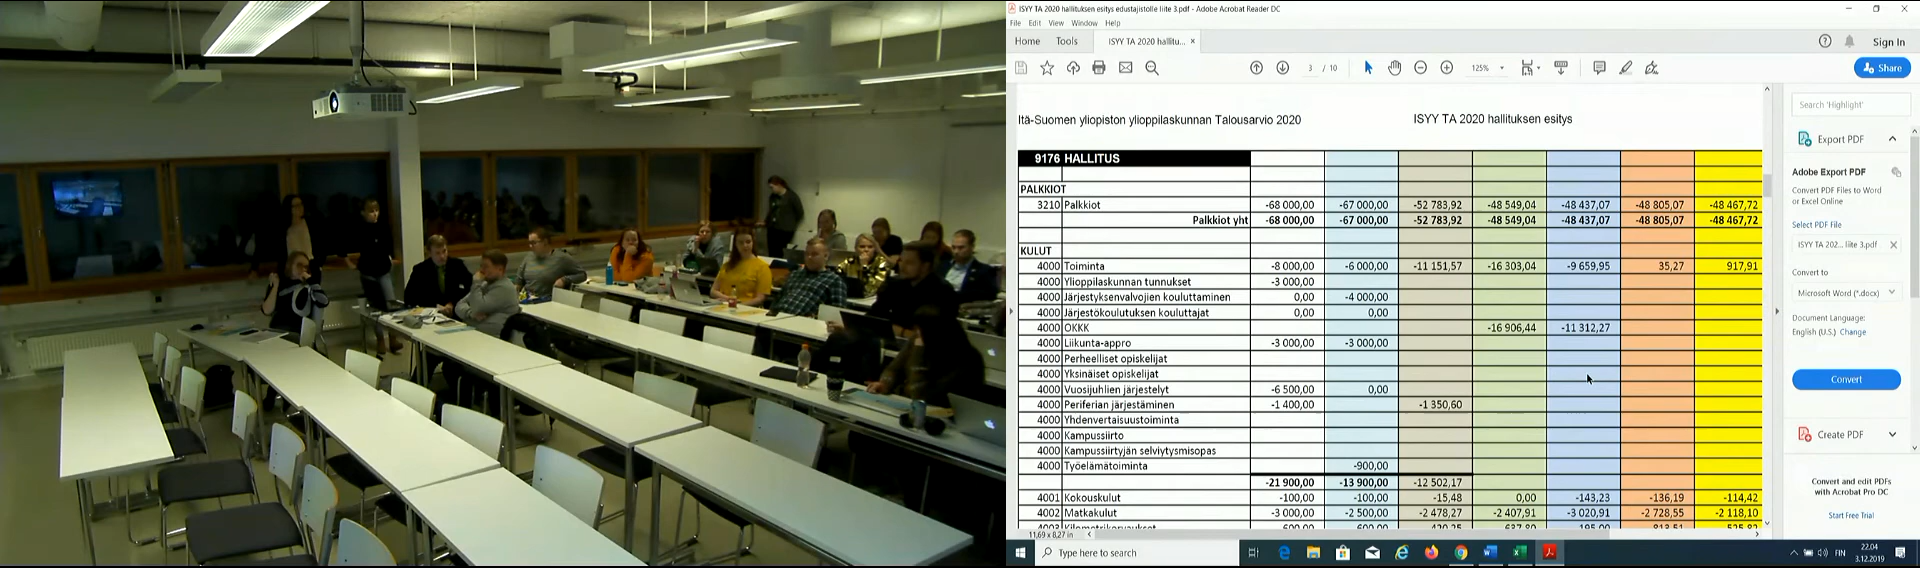 ISYY TA 2020 hallituksen esitys edustajistolle liite 3.pdf - Adobe Acrobat Reader DC
File Edit View Window Help
Home Tools ISYY TA 2020 hallitu... × Sign In
3 / 10 125% Share
Itä-Suomen yliopiston ylioppilaskunnan Talousarvio 2020 ISYY TA 2020 hallituksen esitys
9176 HALLITUS
PALKKIOT
3210 Palkkiot -68 000,00 -67 000,00 -52 783,92 -48 549,04 -48 437,07 -48 805,07 -48 467,72
Palkkiot yht -68 000,00 -67 000,00 -52 783,92 -48 549,04 -48 437,07 -48 805,07 -48 467,72
KULUT
4000 Toiminta -8 000,00 -6 000,00 -11 151,57 -16 303,04 -9 659,95 35,27 917,91
4000 Ylioppilaskunnan tunnukset -3 000,00
4000 Järjestyksenvalvojien kouluttaminen 0,00 -4 000,00
4000 Järjestökoulutuksen kouluttajat 0,00 0,00
4000 OKKK -16 906,44 -11 312,27
4000 Liikunta-appro -3 000,00 -3 000,00
4000 Perheelliset opiskelijat
4000 Yksinäiset opiskelijat
4000 Vuosijuhlien järjestelyt -6 500,00 0,00
4000 Periferian järjestäminen -1 400,00 -1 350,60
4000 Yhdenvertaisuustoiminta
4000 Kampussiirto
4000 Kampussiirtyjän selviytymisopas
4000 Työelämätoiminta -900,00
-21 900,00 -13 900,00 -12 502,17
4001 Kokouskulut -100,00 -100,00 -15,48 0,00 -143,23 -136,19 -114,42
4002 Matkakulut -3 000,00 -2 500,00 -2 478,27 -2 407,91 -3 020,91 -2 728,55 -2 118,10
11,69 x 8,27 in
Search 'Highlight'
Export PDF
Adobe Export PDF
Convert PDF Files to Word
or Excel Online
Select PDF File
ISYY TA 202... liite 3.pdf ×
Convert to
Microsoft Word (*.docx)
Document Language:
English (U.S.) Change
Convert
Create PDF
Convert and edit PDFs
with Acrobat Pro DC
Start Free Trial
Type here to search
FIN
22.04
3.12.2019